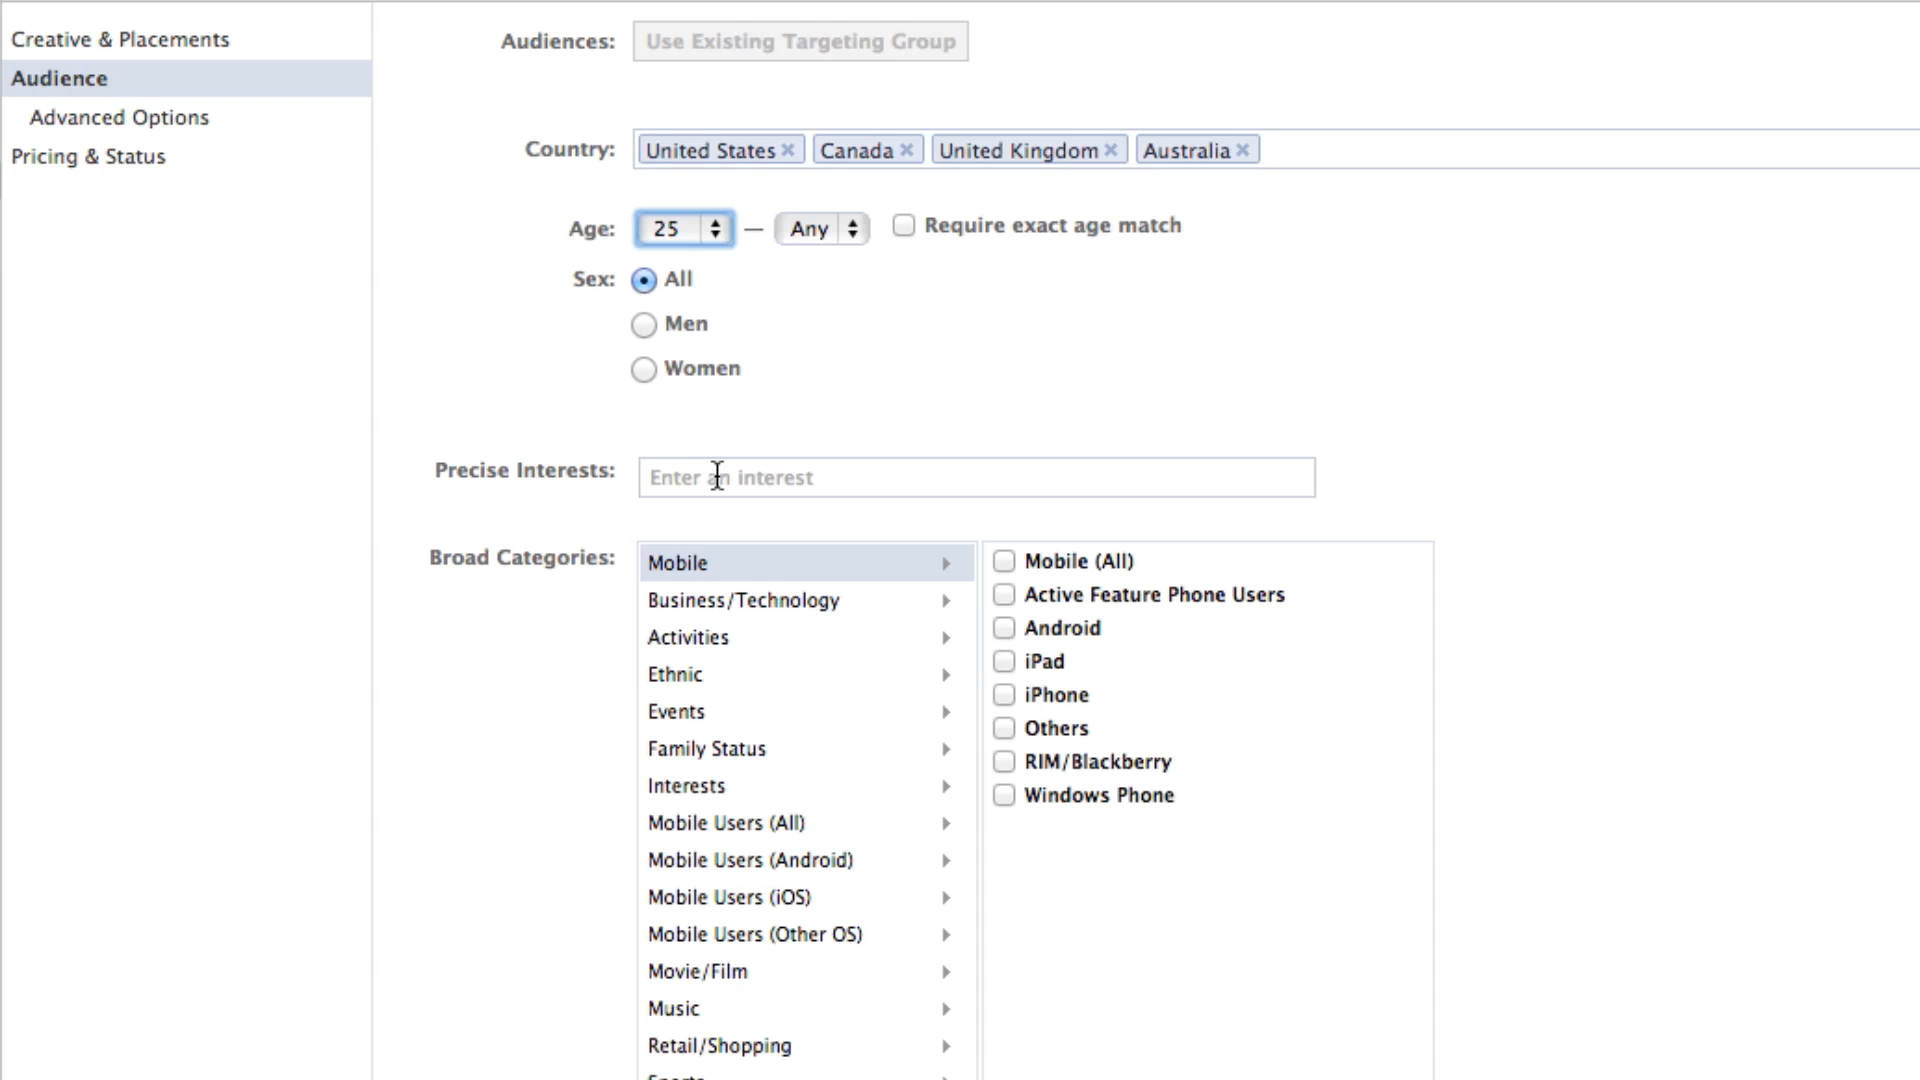 Creative & Placements
Audience
Advanced Options
Pricing & Status
Audiences: Use Existing Targeting Group
Country: United States Canada United Kingdom Australia
Age: 25 — Any Require exact age match
Sex: All
Men
Women
Precise Interests: Enter an interest
Broad Categories:
Mobile
Business/Technology
Activities
Ethnic
Events
Family Status
Interests
Mobile Users (All)
Mobile Users (Android)
Mobile Users (iOS)
Mobile Users (Other OS)
Movie/Film
Music
Retail/Shopping
Mobile (All)
Active Feature Phone Users
Android
iPad
iPhone
Others
RIM/Blackberry
Windows Phone